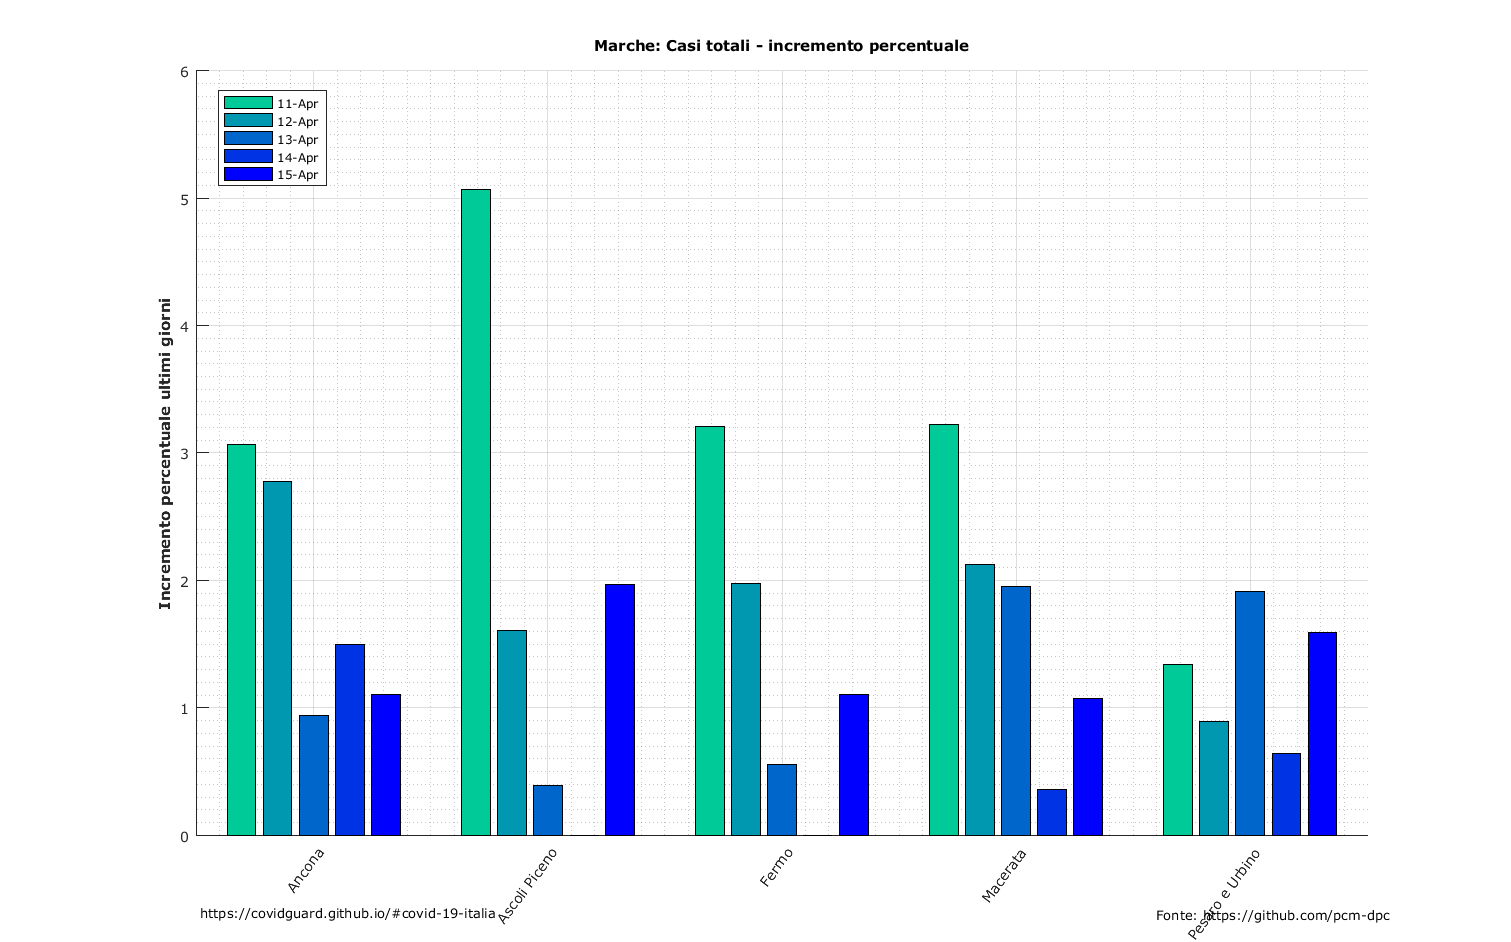 Marche: Casi totali - incremento percentuale
Incremento percentuale ultimi giorni
6
5
4
3
2
1
0
11-Apr
12-Apr
13-Apr
14-Apr
15-Apr
Ancona
Ascoli Piceno
Fermo
Macerata
Pesaro e Urbino
https://covidguard.github.io/#covid-19-italia
Fonte: https://github.com/pcm-dpc